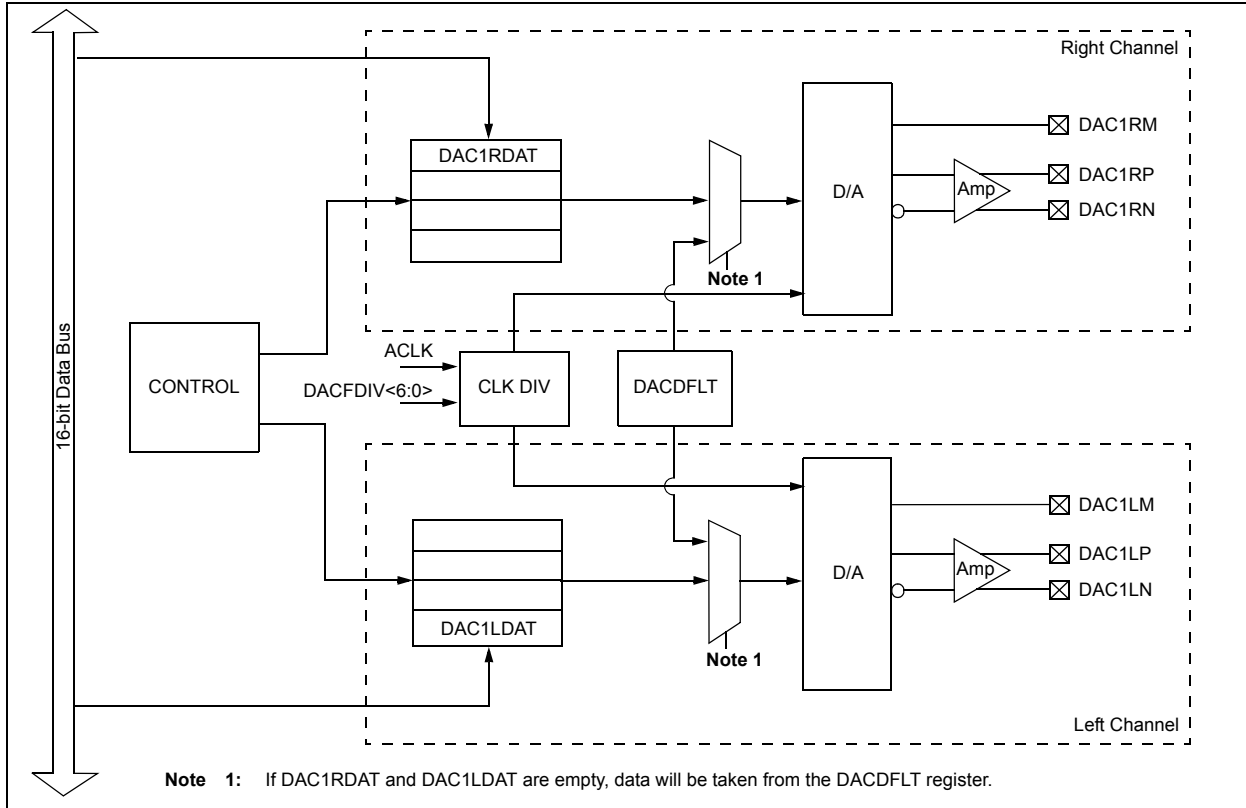 Right Channel
DAC1RDAT
D/A
Amp
DAC1RM
DAC1RP
DAC1RN
Note 1
16-bit Data Bus
CONTROL
ACLK
DACFDIV<6:0>
CLK DIV
DACDFLT
DAC1LDAT
Note 1
D/A
Amp
DAC1LM
DAC1LP
DAC1LN
Left Channel
Note 1: If DAC1RDAT and DAC1LDAT are empty, data will be taken from the DACDFLT register.